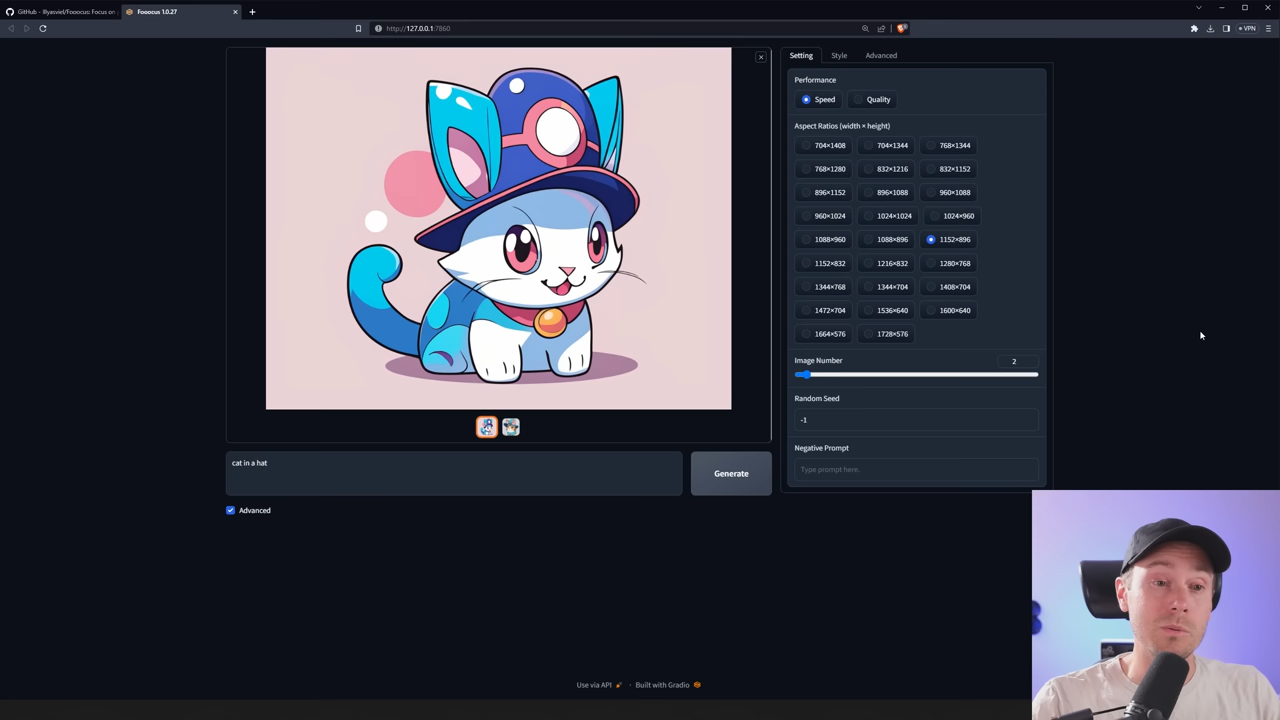 GitHub - lllyasviel/Fooocus: Focus on
Fooocus 1.0.27
http://127.0.0.1:7860
VPN
Setting Style Advanced
Performance
Speed Quality
Aspect Ratios (width × height)
704×1408 704×1344 768×1344
768×1280 832×1216 832×1152
896×1152 896×1088 960×1088
960×1024 1024×1024 1024×960
1088×960 1088×896 1152×896
1152×832 1216×832 1280×768
1344×768 1344×704 1408×704
1472×704 1536×640 1600×640
1664×576 1728×576
Image Number 2
Random Seed
-1
Negative Prompt
Type prompt here.
cat in a hat
Generate
Advanced
Use via API · Built with Gradio